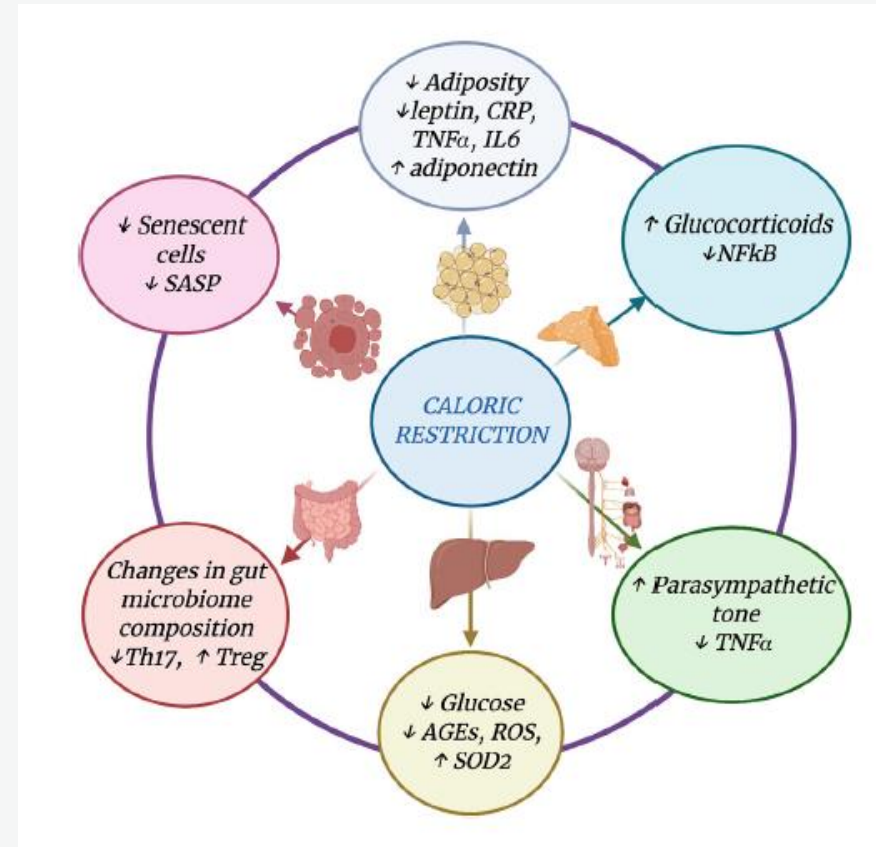 ↓ Adiposity
↓leptin, CRP,
TNFα, IL6
↑ adiponectin
↑ Glucocorticoids
↓NFkB
↓ Senescent
cells
↓ SASP
CALORIC
RESTRICTION
Changes in gut
microbiome
composition
↓Th17, ↑ Treg
↑ Parasympathetic
tone
↓ TNFα
↓ Glucose
↓ AGEs, ROS,
↑ SOD2